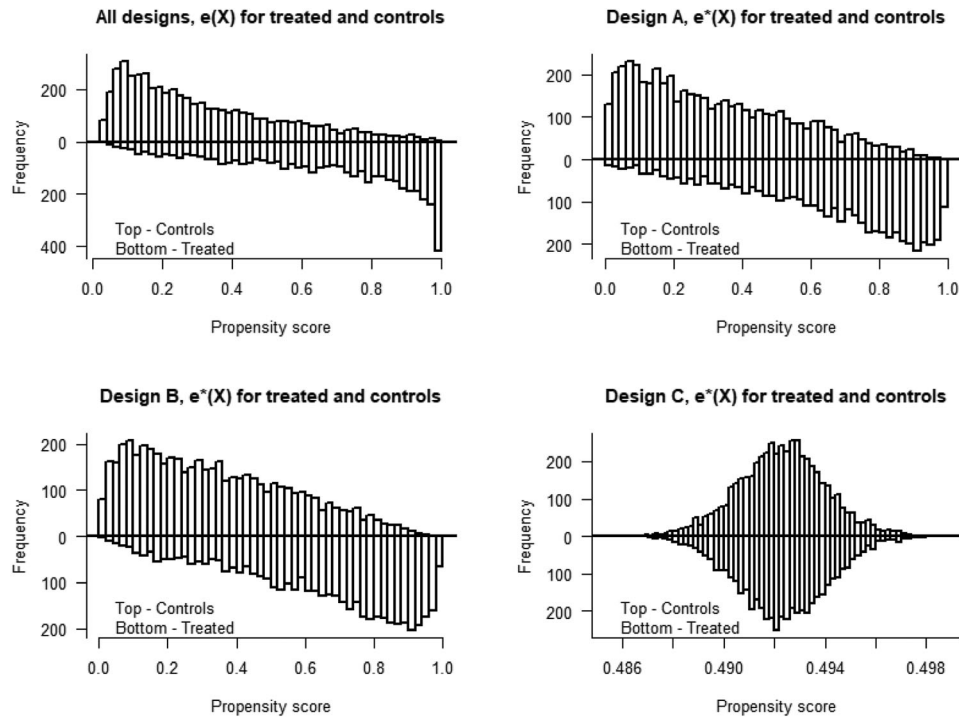 All designs, e(X) for treated and controls
Frequency
200
0
200
400
Top - Controls
Bottom - Treated
0.0 0.2 0.4 0.6 0.8 1.0
Propensity score
Design A, e*(X) for treated and controls
Frequency
200
100
0
100
200
Top - Controls
Bottom - Treated
0.0 0.2 0.4 0.6 0.8 1.0
Propensity score
Design B, e*(X) for treated and controls
Frequency
200
100
0
100
200
Top - Controls
Bottom - Treated
0.0 0.2 0.4 0.6 0.8 1.0
Propensity score
Design C, e*(X) for treated and controls
Frequency
200
100
0
100
200
Top - Controls
Bottom - Treated
0.486 0.490 0.494 0.498
Propensity score